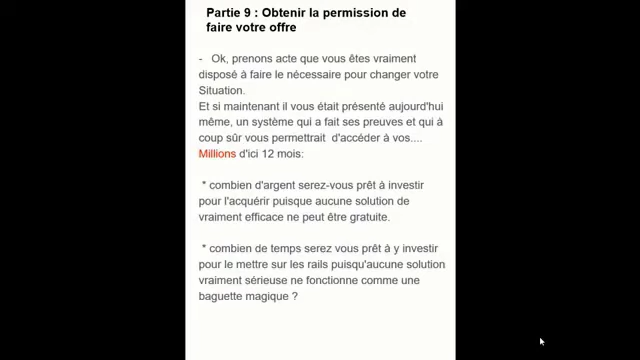 Partie 9 : Obtenir la permission de
faire votre offre
- Ok, prenons acte que vous êtes vraiment
disposé à faire le nécessaire pour changer votre
Situation.
Et si maintenant il vous était présenté aujourd'hui
même, un système qui a fait ses preuves et qui à
coup sûr vous permettrait d'accéder à vos....
Millions d'ici 12 mois:
* combien d'argent serez-vous prêt à investir
pour l'acquérir puisque aucune solution de
vraiment efficace ne peut être gratuite.
* combien de temps serez vous prêt à y investir
pour le mettre sur les rails puisqu'aucune solution
vraiment sérieuse ne fonctionne comme une
baguette magique ?